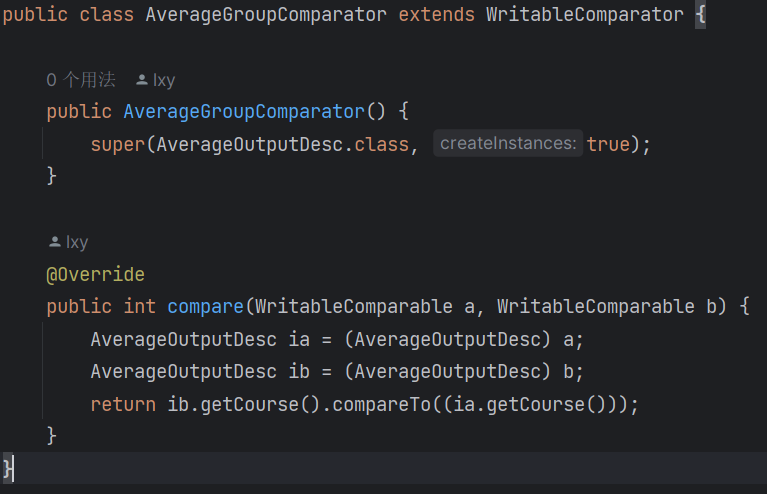 public class AverageGroupComparator extends WritableComparator {
0 个用法 lxy
public AverageGroupComparator() {
super(AverageOutputDesc.class, createInstances: true);
}
lxy
@Override
public int compare(WritableComparable a, WritableComparable b) {
AverageOutputDesc ia = (AverageOutputDesc) a;
AverageOutputDesc ib = (AverageOutputDesc) b;
return ib.getCourse().compareTo((ia.getCourse()));
}
}